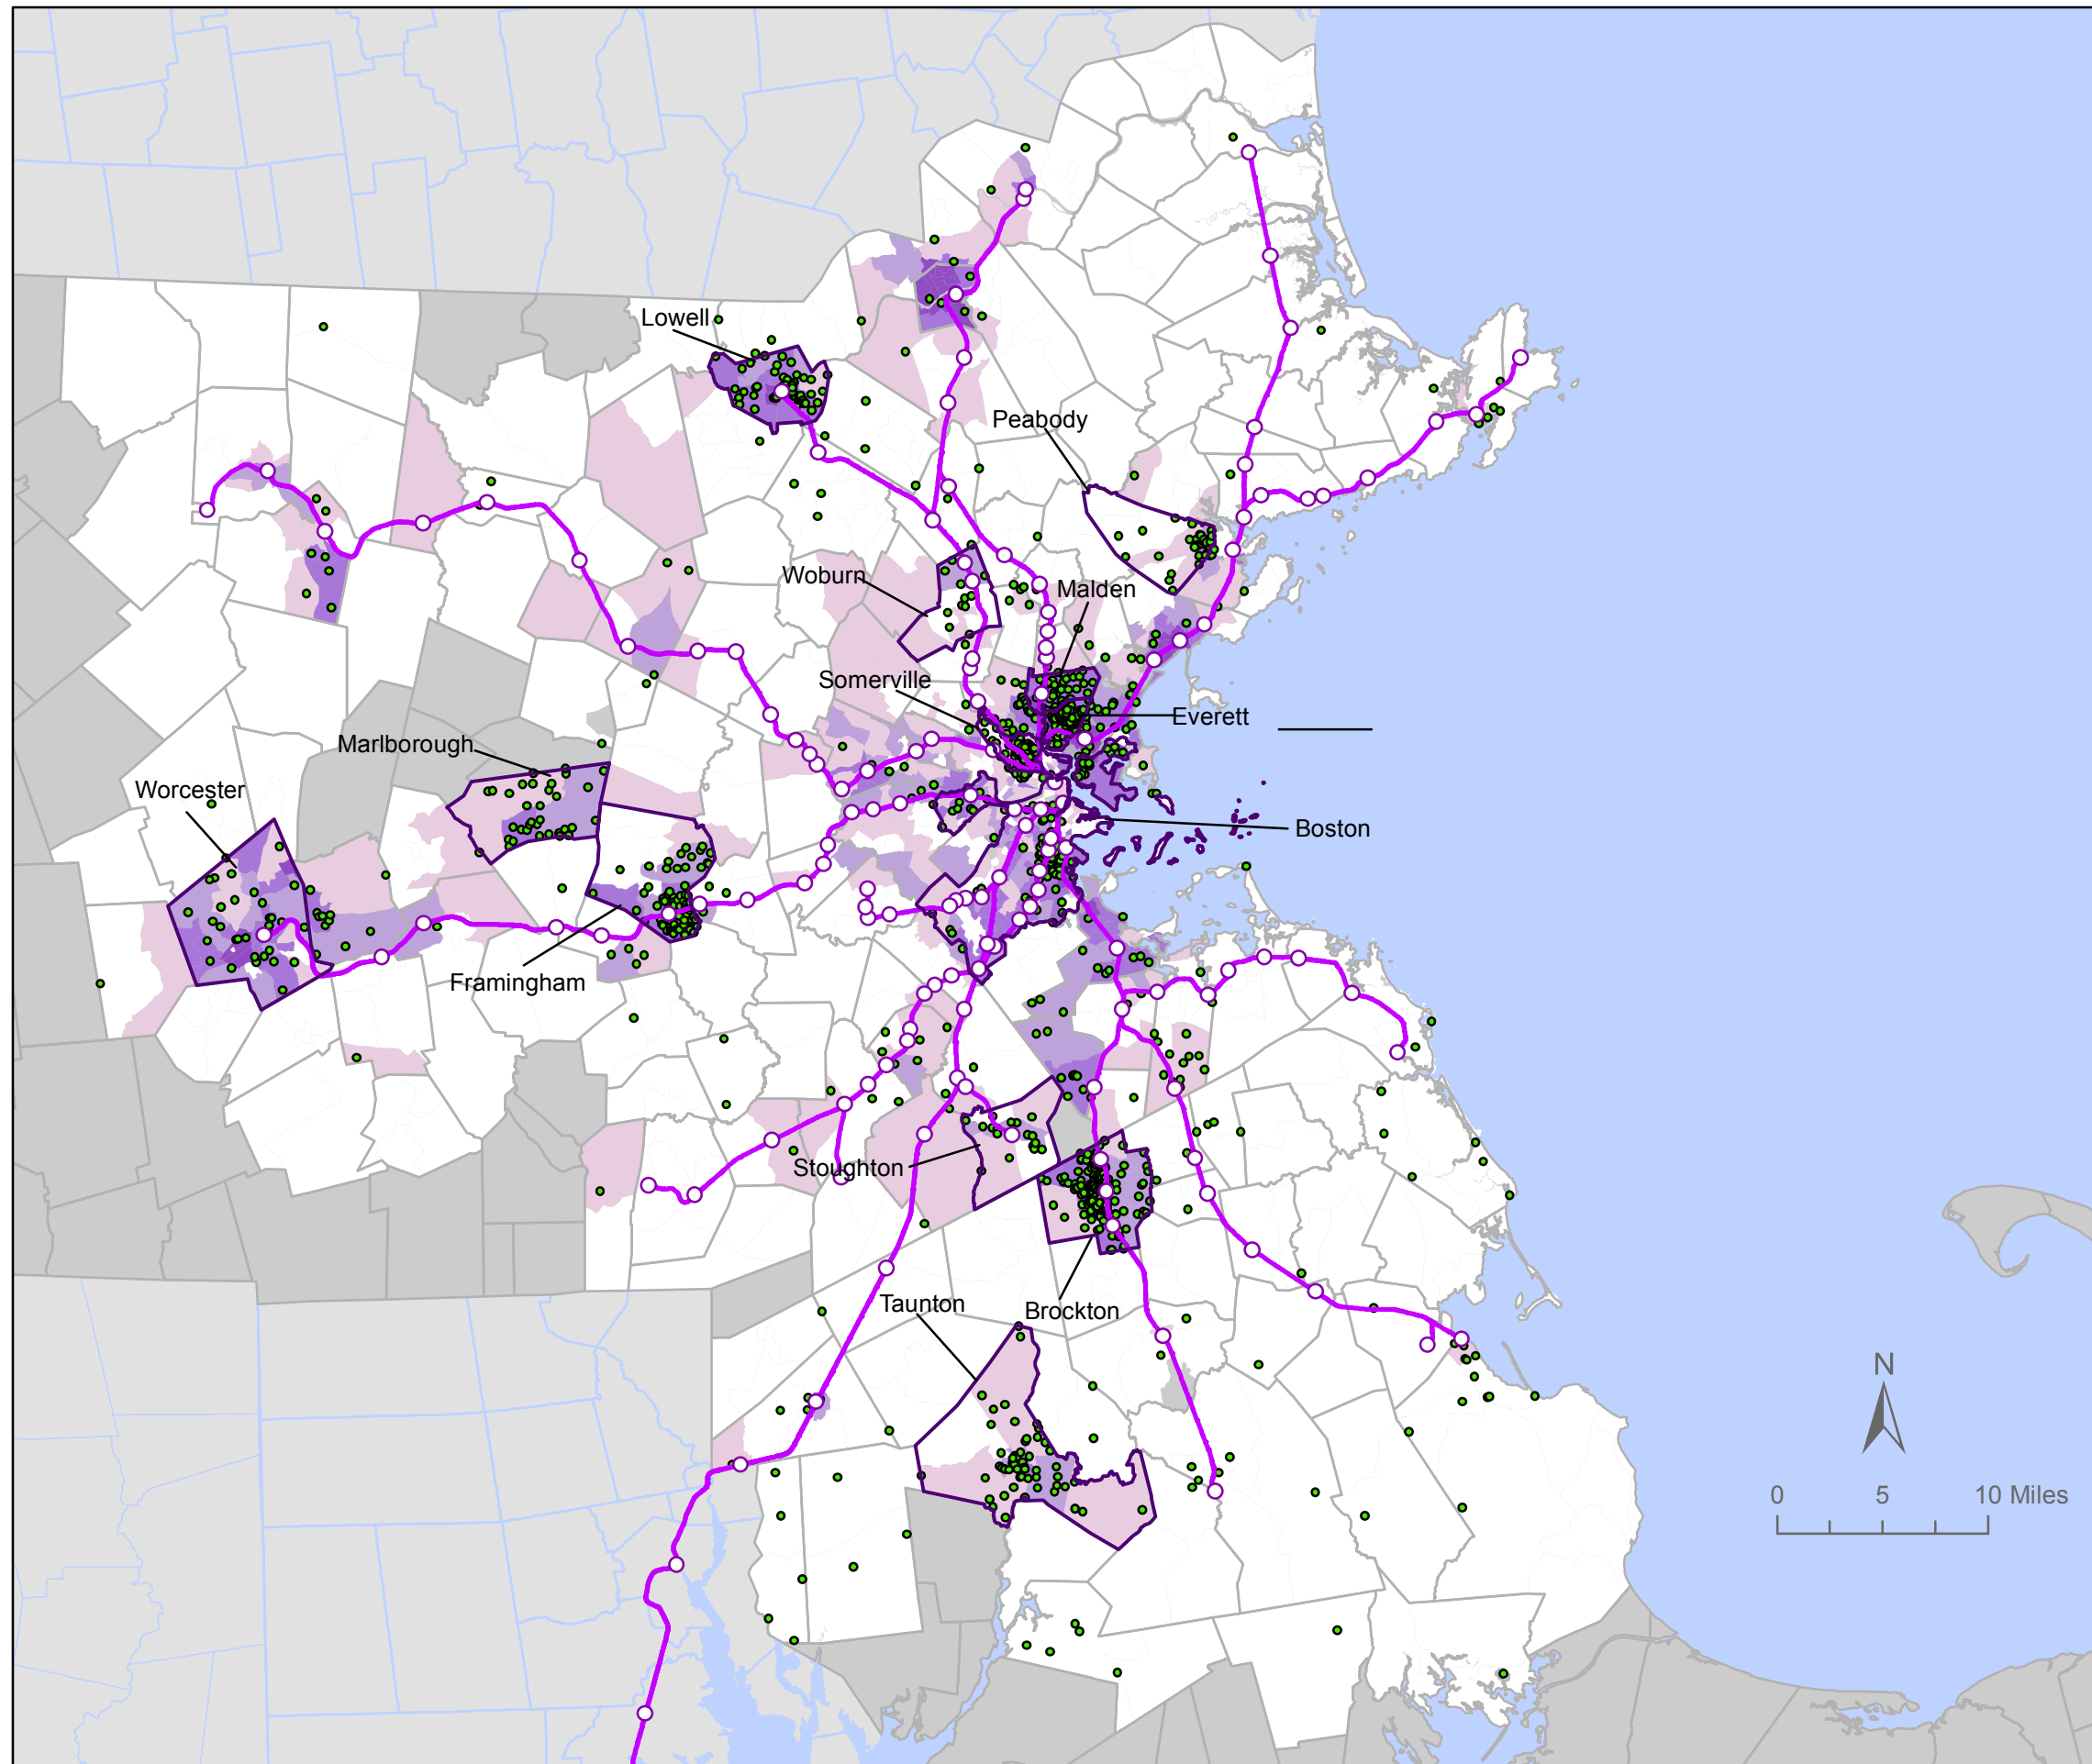 Lowell
Peabody
Woburn
Malden
Somerville
Everett
Marlborough
Worcester
Boston
Framingham
Stoughton
Taunton
Brockton
N
0 5 10 Miles